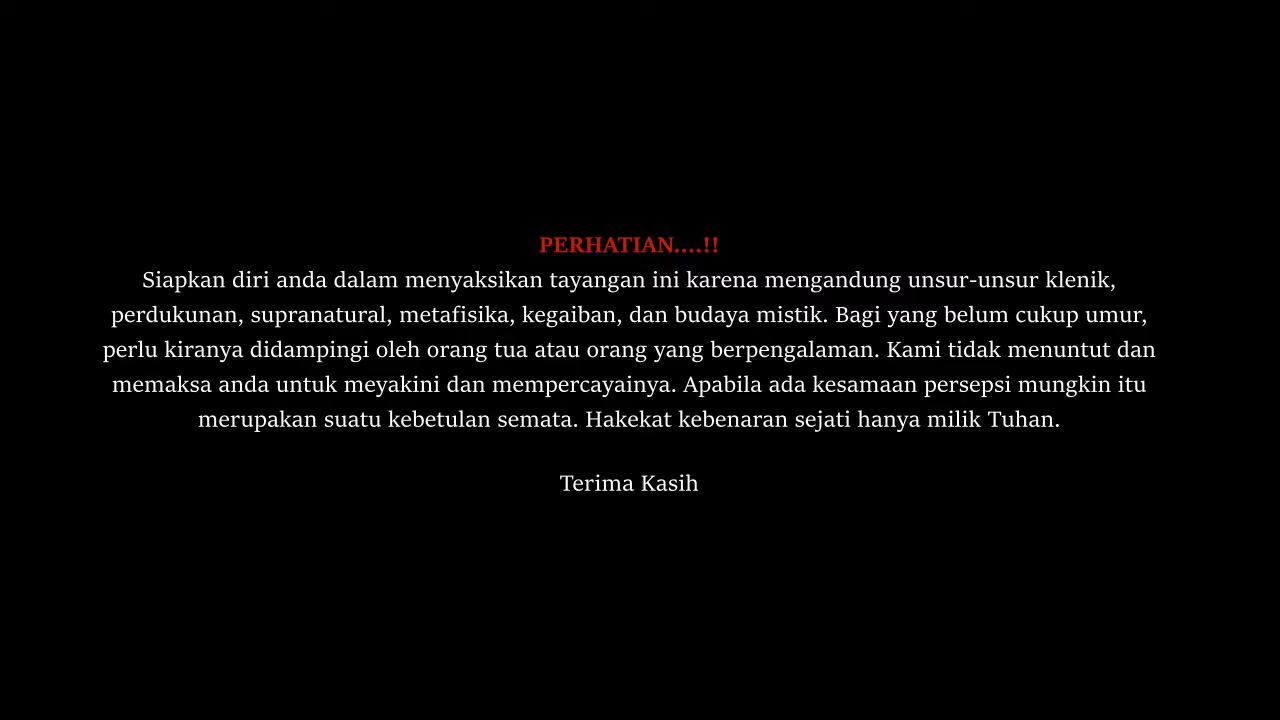 PERHATIAN....!!
Siapkan diri anda dalam menyaksikan tayangan ini karena mengandung unsur-unsur klenik,
perdukunan, supranatural, metafisika, kegaiban, dan budaya mistik. Bagi yang belum cukup umur,
perlu kiranya didampingi oleh orang tua atau orang yang berpengalaman. Kami tidak menuntut dan
memaksa anda untuk meyakini dan mempercayainya. Apabila ada kesamaan persepsi mungkin itu
merupakan suatu kebetulan semata. Hakekat kebenaran sejati hanya milik Tuhan.
Terima Kasih